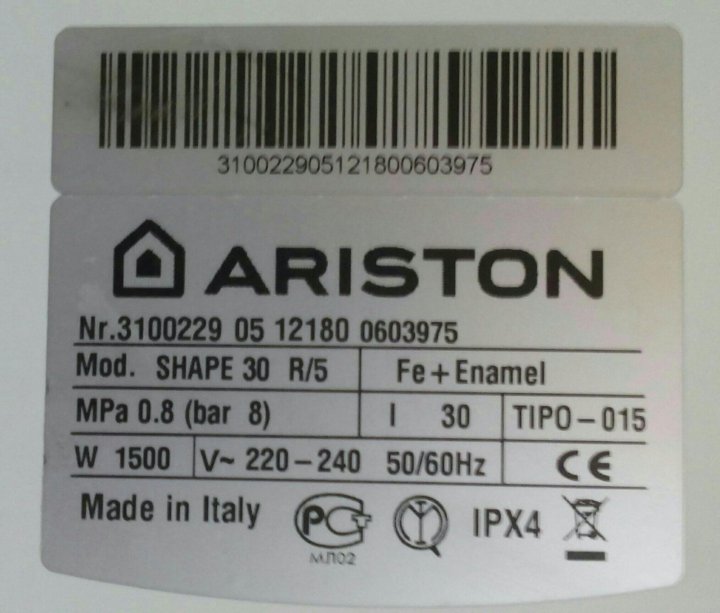 310022905121800603975
ARISTON
Nr.3100229 05 12180 0603975
Mod. SHAPE 30 R/5 Fe+Enamel
MPa 0.8 (bar 8) l 30 TIPO-015
W 1500 V~ 220-240 50/60Hz CE
Made in Italy PCT МЛ02 IPX4